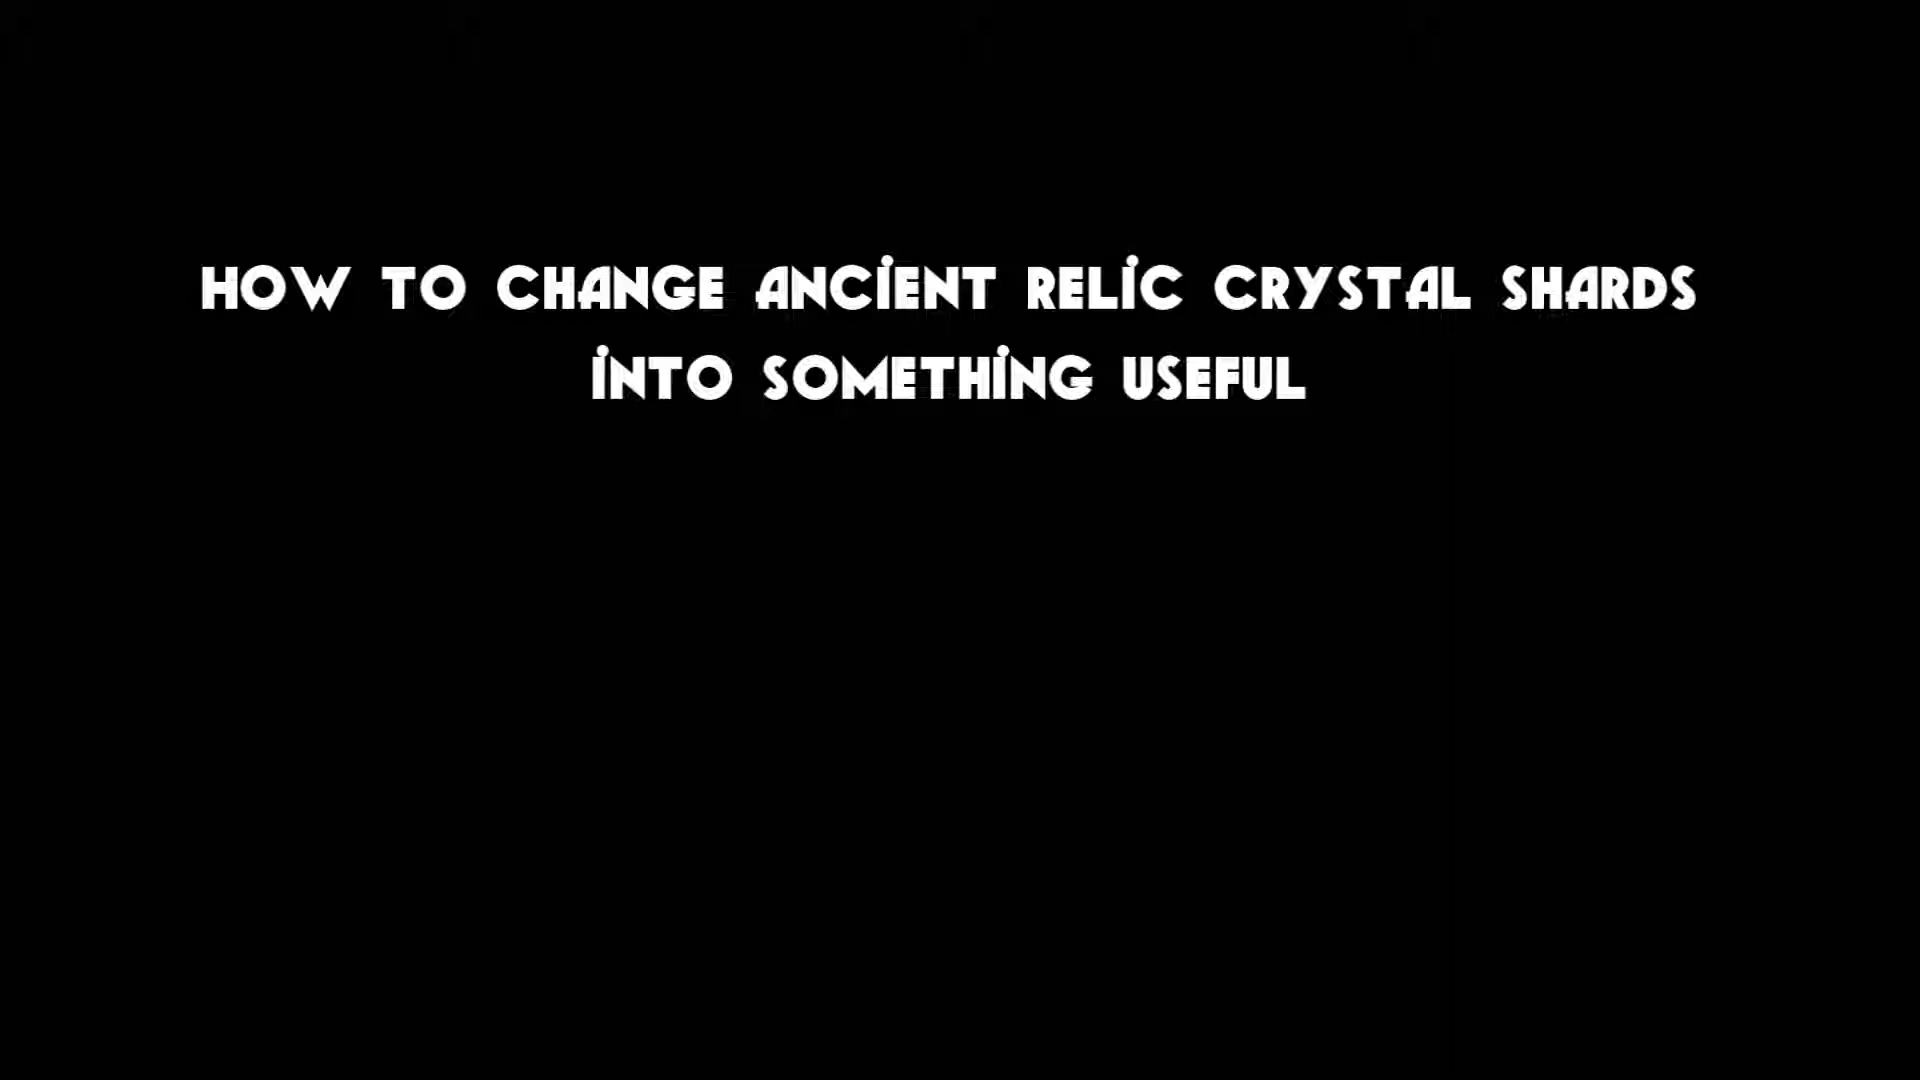 HOW TO CHANGE ANCIENT RELIC CRYSTAL SHARDS
INTO SOMETHING USEFUL